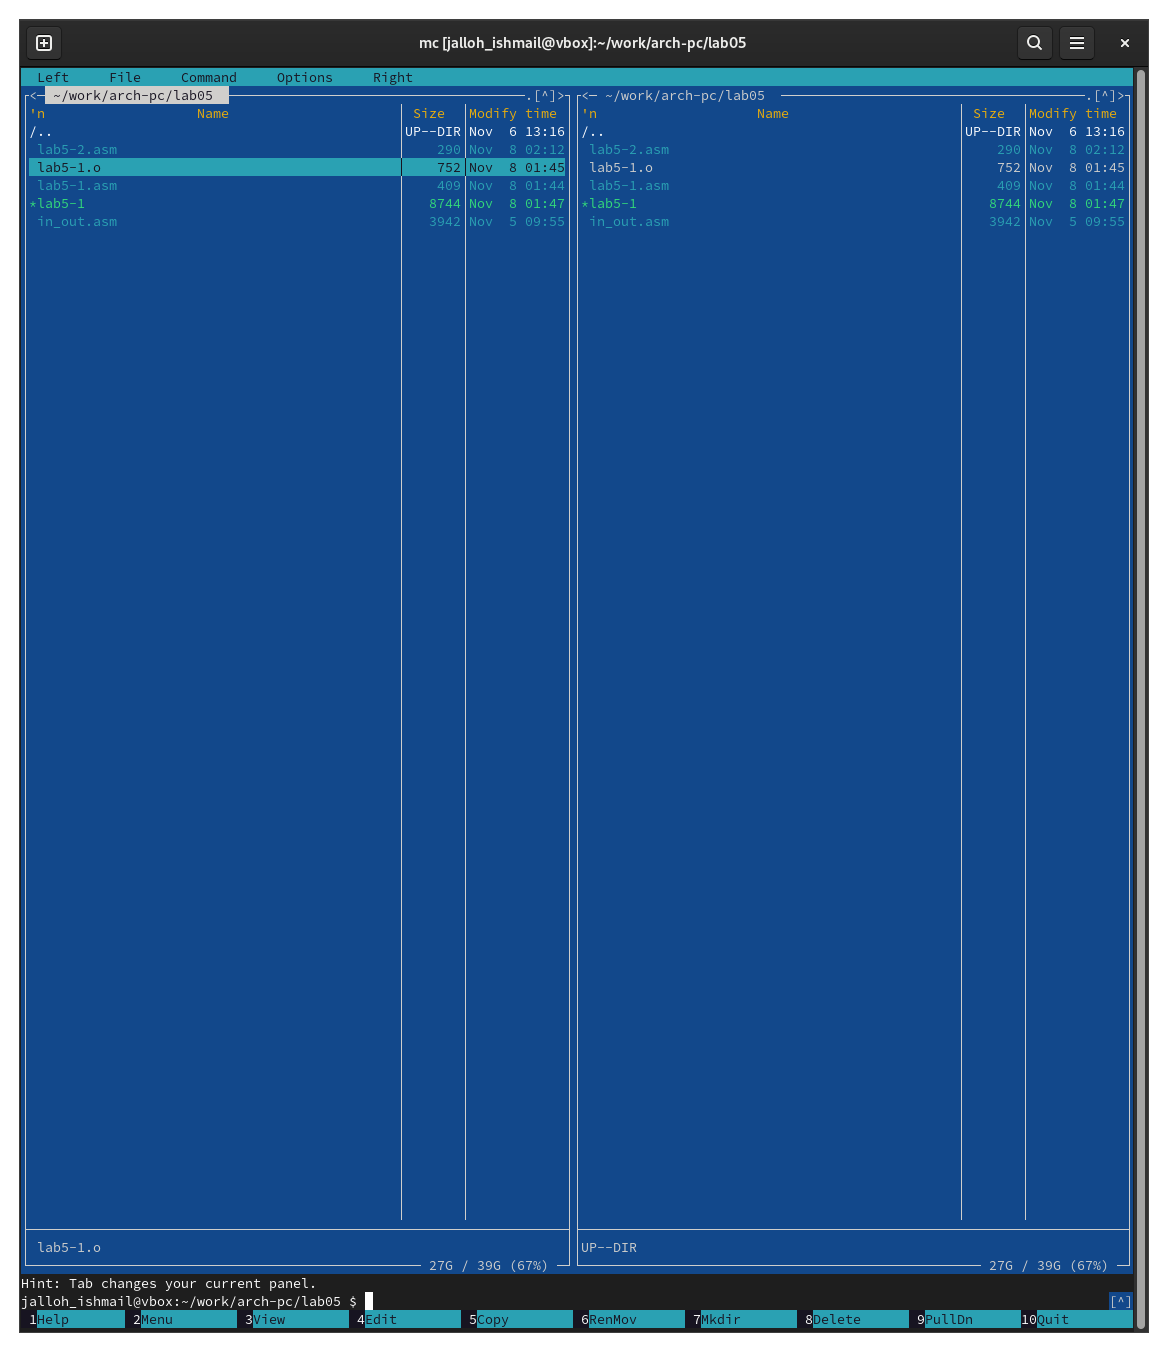 mc [jalloh_ishmail@vbox]:~/work/arch-pc/lab05
Left File Command Options Right
<─ ~/work/arch-pc/lab05 ─.[^]> <─ ~/work/arch-pc/lab05 ─.[^]>
'n Name Size Modify time 'n Name Size Modify time
/.. UP--DIR Nov 6 13:16 /.. UP--DIR Nov 6 13:16
lab5-2.asm 290 Nov 8 02:12 lab5-2.asm 290 Nov 8 02:12
lab5-1.o 752 Nov 8 01:45 lab5-1.o 752 Nov 8 01:45
lab5-1.asm 409 Nov 8 01:44 lab5-1.asm 409 Nov 8 01:44
*lab5-1 8744 Nov 8 01:47 *lab5-1 8744 Nov 8 01:47
in_out.asm 3942 Nov 5 09:55 in_out.asm 3942 Nov 5 09:55
lab5-1.o UP--DIR
27G / 39G (67%) 27G / 39G (67%)
Hint: Tab changes your current panel.
jalloh_ishmail@vbox:~/work/arch-pc/lab05 $ [^]
1Help 2Menu 3View 4Edit 5Copy 6RenMov 7Mkdir 8Delete 9PullDn 10Quit